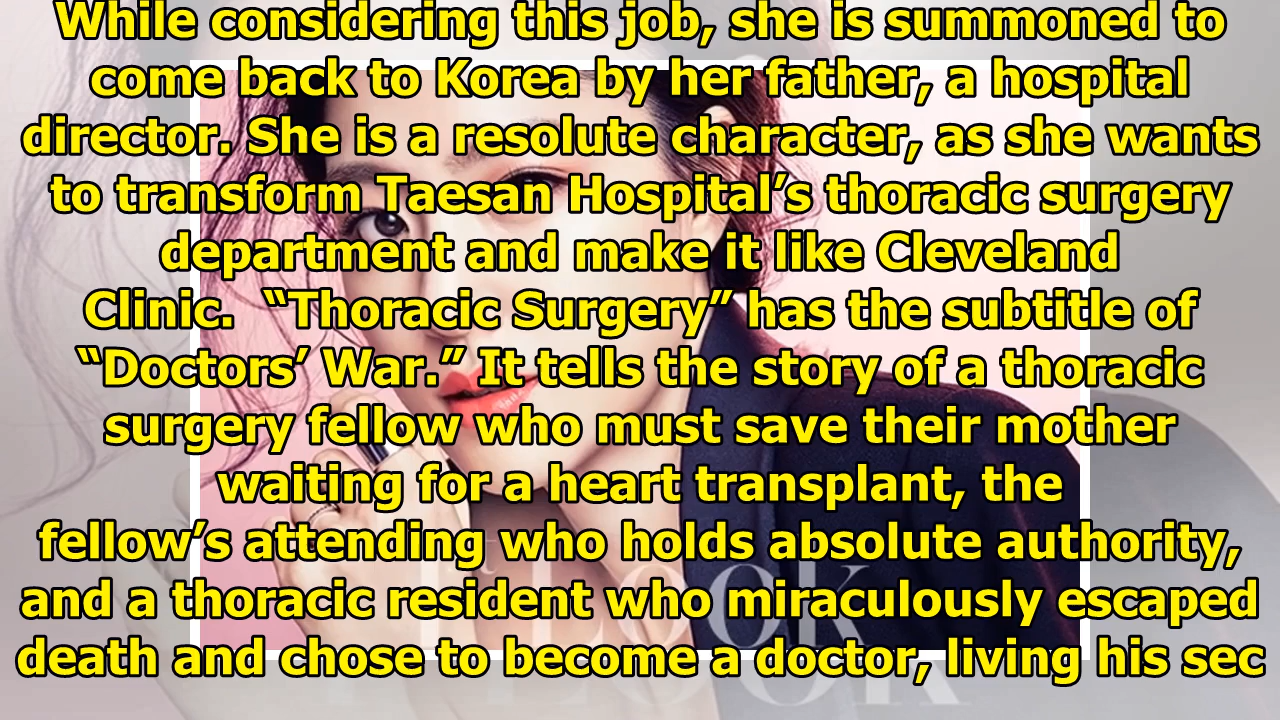 While considering this job, she is summoned to
come back to Korea by her father, a hospital
director. She is a resolute character, as she wants
to transform Taesan Hospital’s thoracic surgery
department and make it like Cleveland
Clinic.  “Thoracic Surgery” has the subtitle of
“Doctors’ War.” It tells the story of a thoracic
surgery fellow who must save their mother
waiting for a heart transplant, the
fellow’s attending who holds absolute authority,
and a thoracic resident who miraculously escaped
death and chose to become a doctor, living his sec